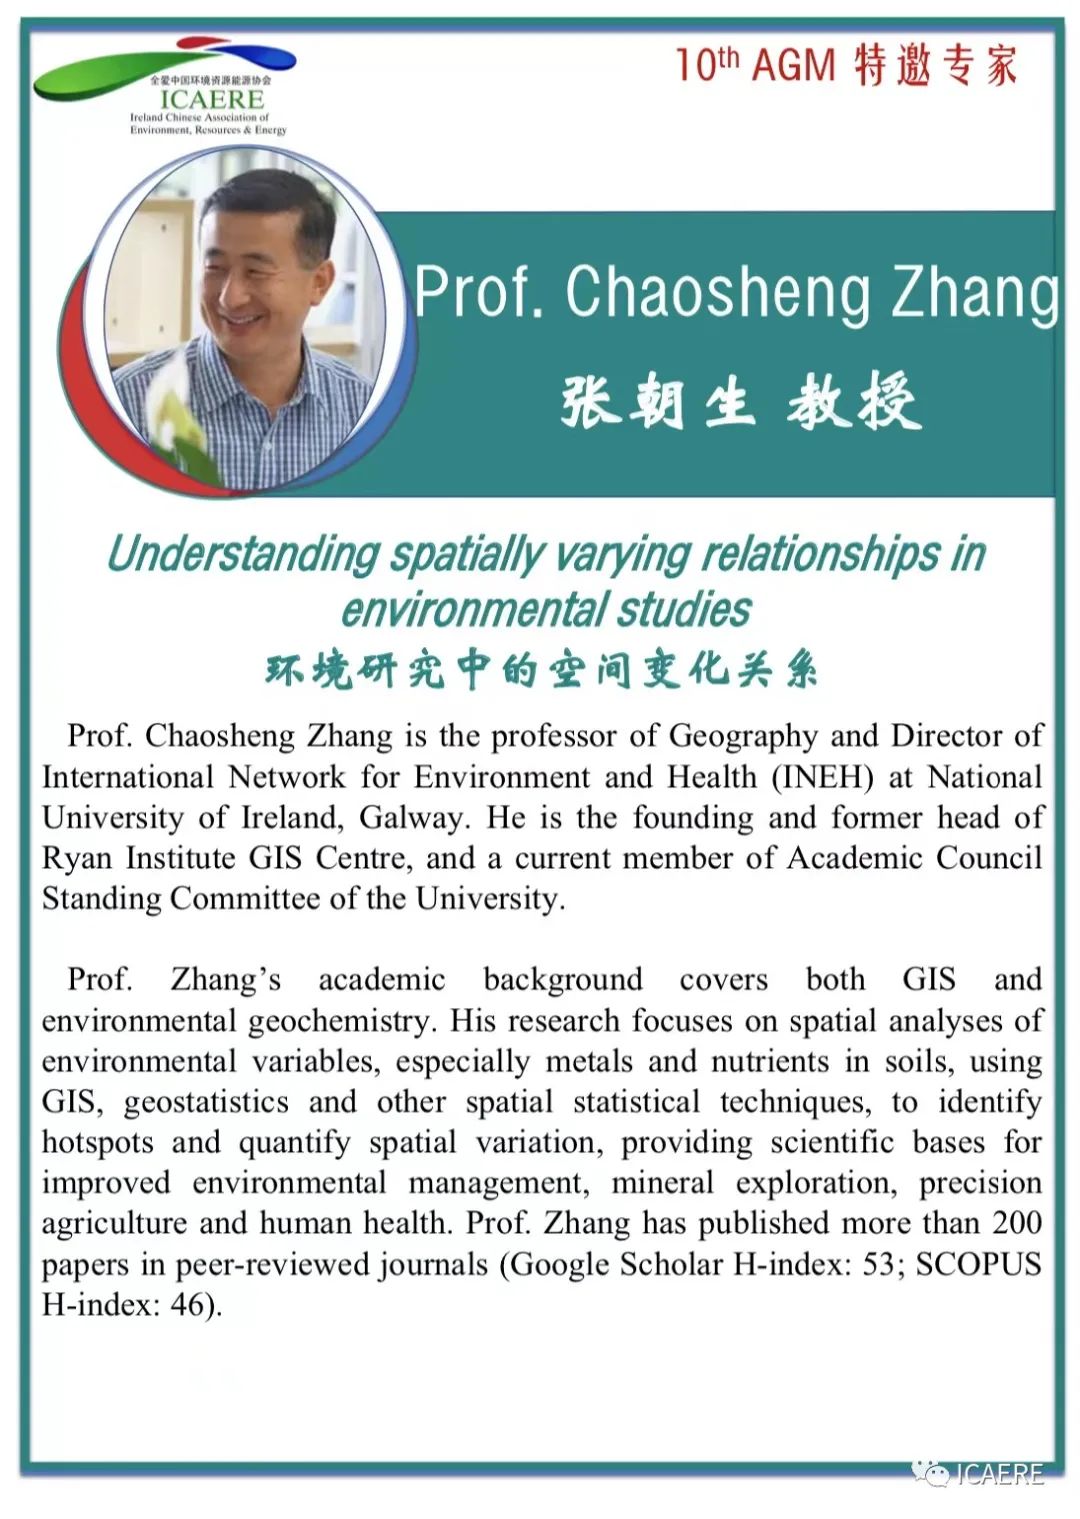 全爱中国环境资源能源协会
ICAERE
Ireland Chinese Association of
Environment, Resources & Energy
10th AGM 特邀专家
Prof. Chaosheng Zhang
张朝生 教授
Understanding spatially varying relationships in
environmental studies
环境研究中的空间变化关系
Prof. Chaosheng Zhang is the professor of Geography and Director of
International Network for Environment and Health (INEH) at National
University of Ireland, Galway. He is the founding and former head of
Ryan Institute GIS Centre, and a current member of Academic Council
Standing Committee of the University.
Prof. Zhang’s academic background covers both GIS and
environmental geochemistry. His research focuses on spatial analyses of
environmental variables, especially metals and nutrients in soils, using
GIS, geostatistics and other spatial statistical techniques, to identify
hotspots and quantify spatial variation, providing scientific bases for
improved environmental management, mineral exploration, precision
agriculture and human health. Prof. Zhang has published more than 200
papers in peer-reviewed journals (Google Scholar H-index: 53; SCOPUS
H-index: 46).
ICAERE